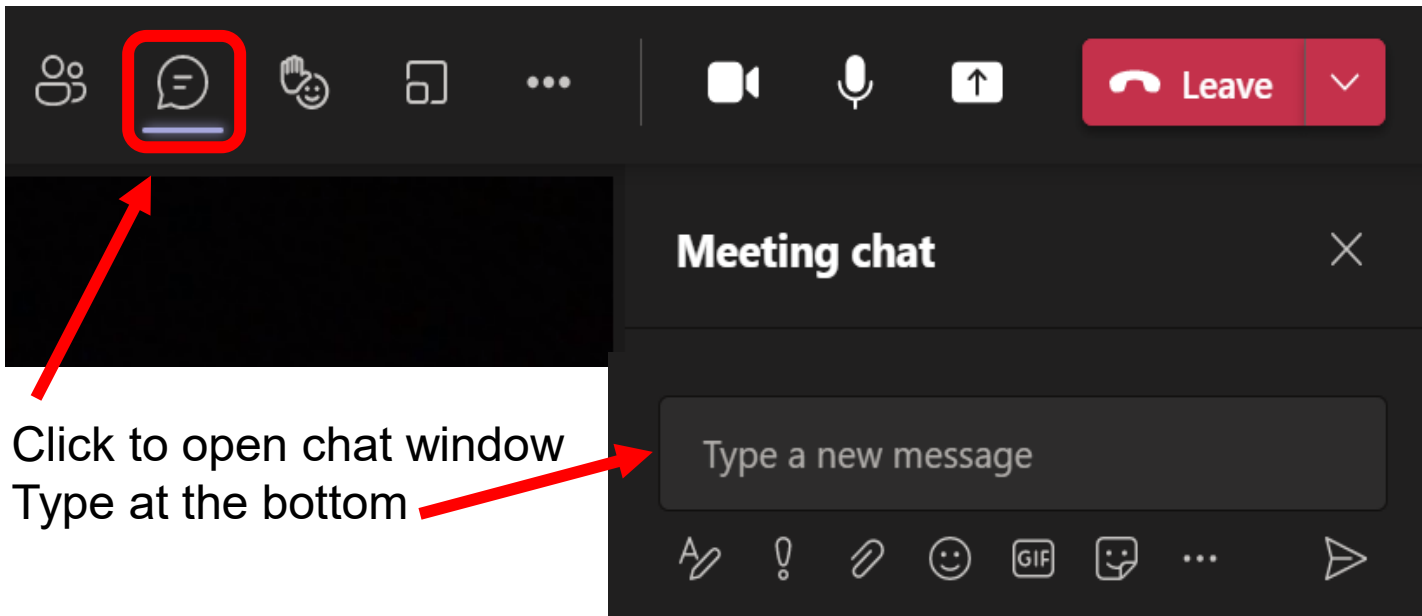 Leave
Meeting chat
Click to open chat window
Type at the bottom
Type a new message
GIF